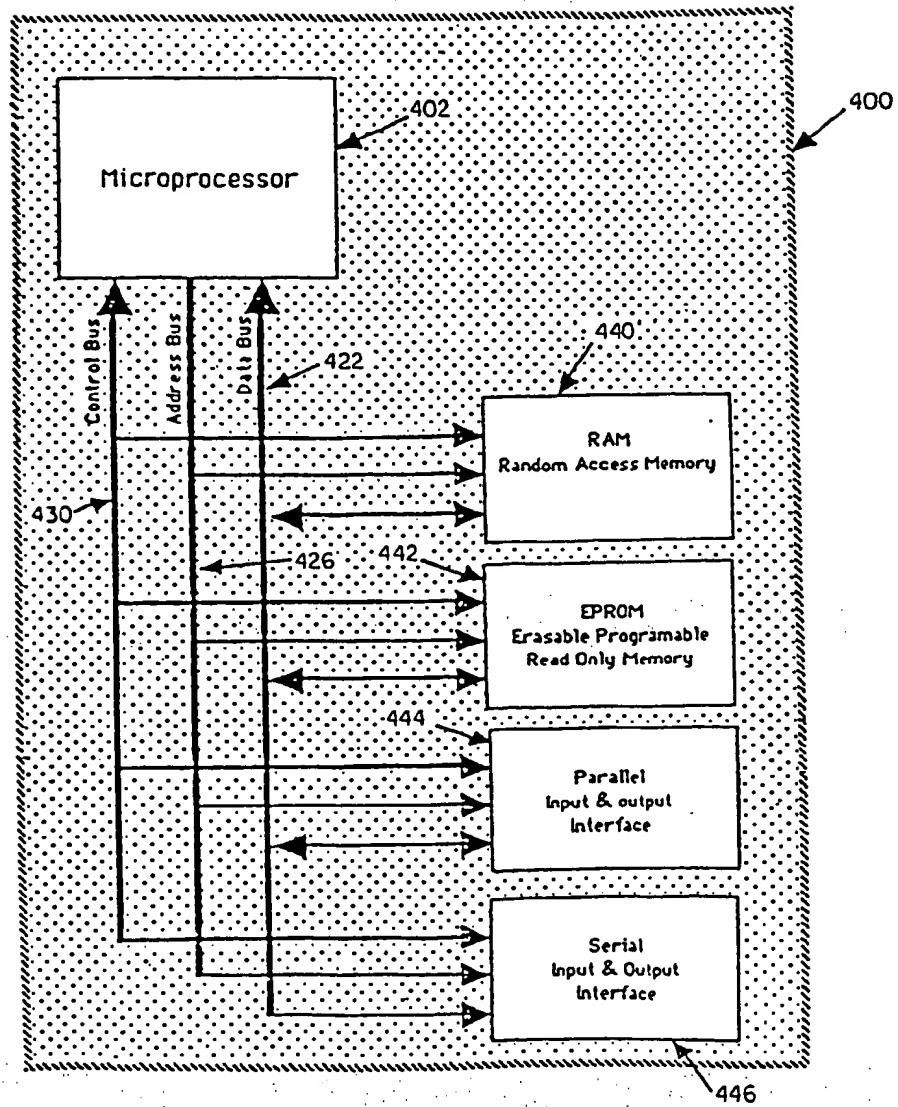 402
400
Microprocessor
Control Bus
Address Bus
Data Bus
422
440
RAM
Random Access Memory
430
426
442
EPROM
Erasable Programable
Read Only Memory
444
Parallel
Input & output
Interface
Serial
Input & Output
Interface
446